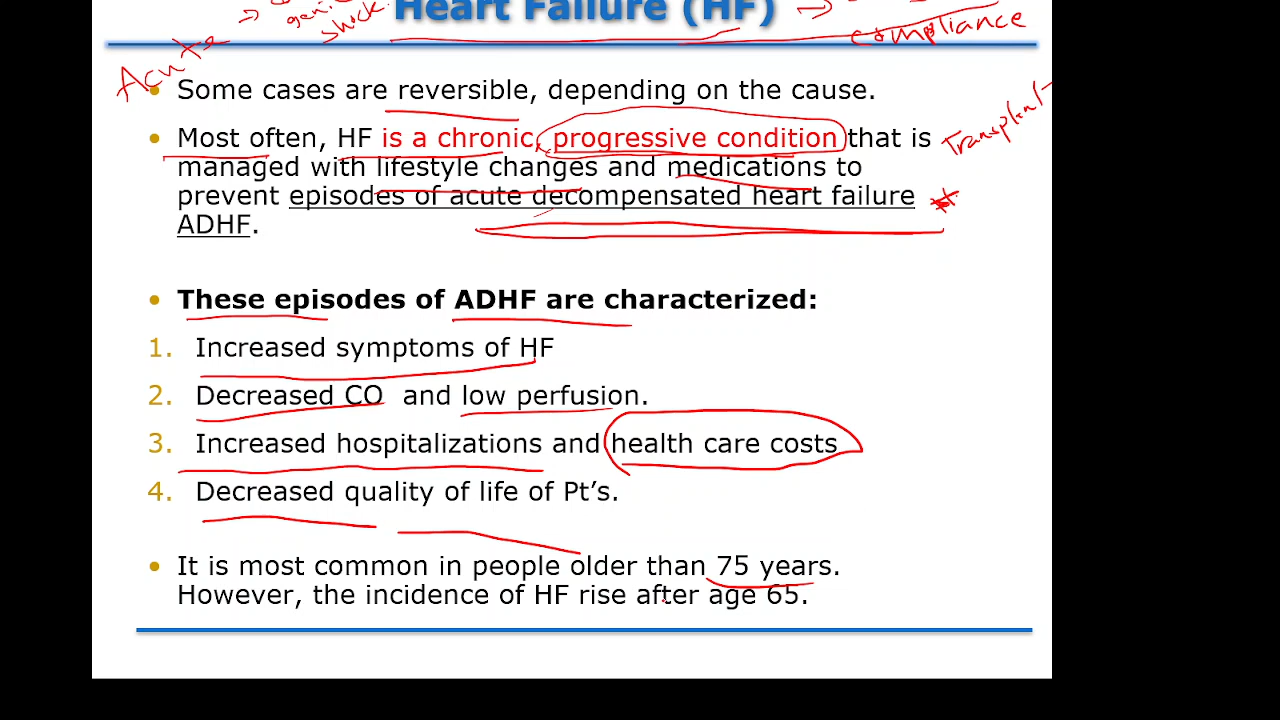 Heart Failure (HF)
genic
shock.
compliance
Acute
Transplant
• Some cases are reversible, depending on the cause.
• Most often, HF is a chronic, progressive condition that is
managed with lifestyle changes and medications to
prevent episodes of acute decompensated heart failure
ADHF.
• These episodes of ADHF are characterized:
1. Increased symptoms of HF
2. Decreased CO and low perfusion.
3. Increased hospitalizations and health care costs
4. Decreased quality of life of Pt’s.
• It is most common in people older than 75 years.
However, the incidence of HF rise after age 65.